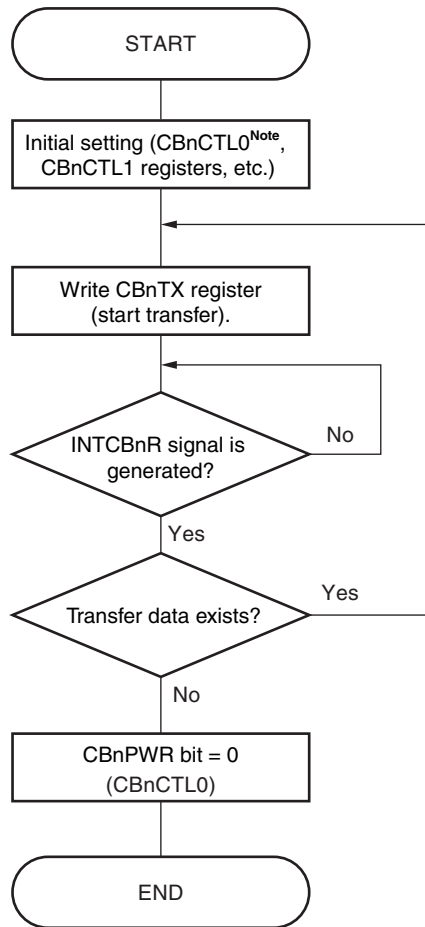 START
Initial setting (CBnCTL0Note,
CBnCTL1 registers, etc.)
Write CBnTX register
(start transfer).
INTCBnR signal is
generated?
No
Yes
Transfer data exists?
Yes
No
CBnPWR bit = 0
(CBnCTL0)
END